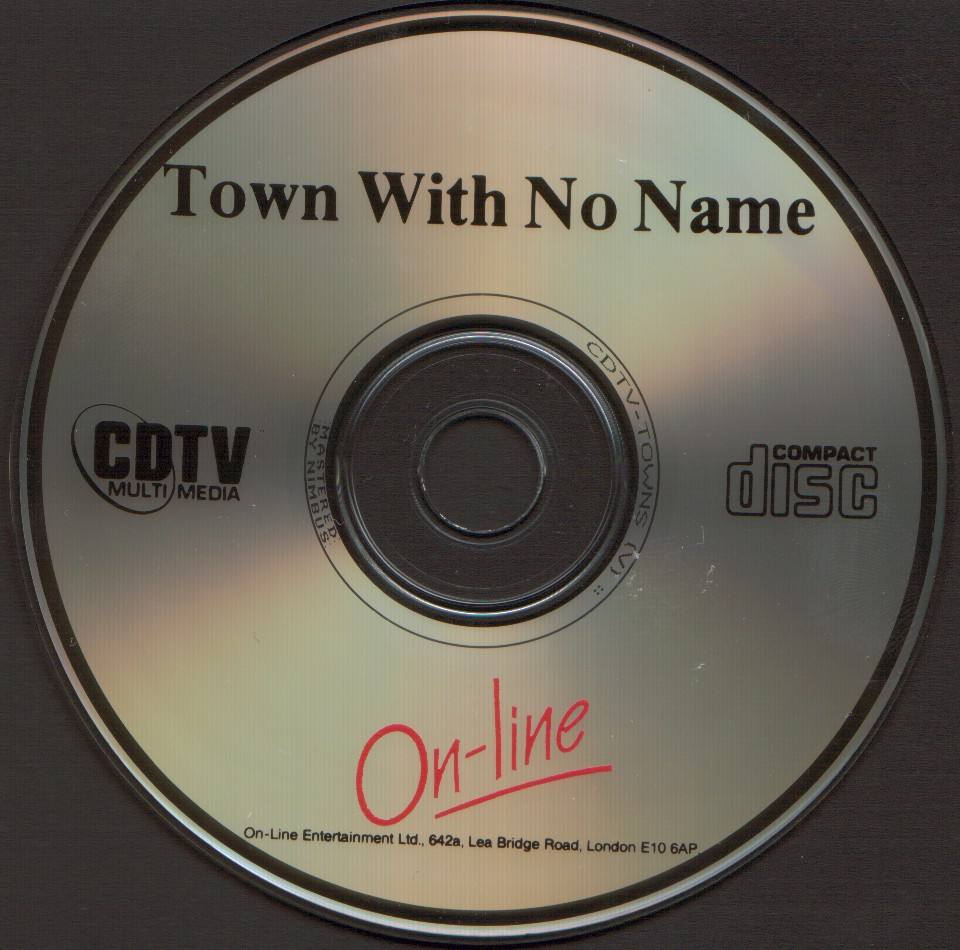 Town With No Name
CDTV
MULTI MEDIA
COMPACT
disc
CDTV-TOWNS (V) ::
MASTERED
BY NIMBUS
On-line
On-Line Entertainment Ltd., 642a, Lea Bridge Road, London E10 6AP